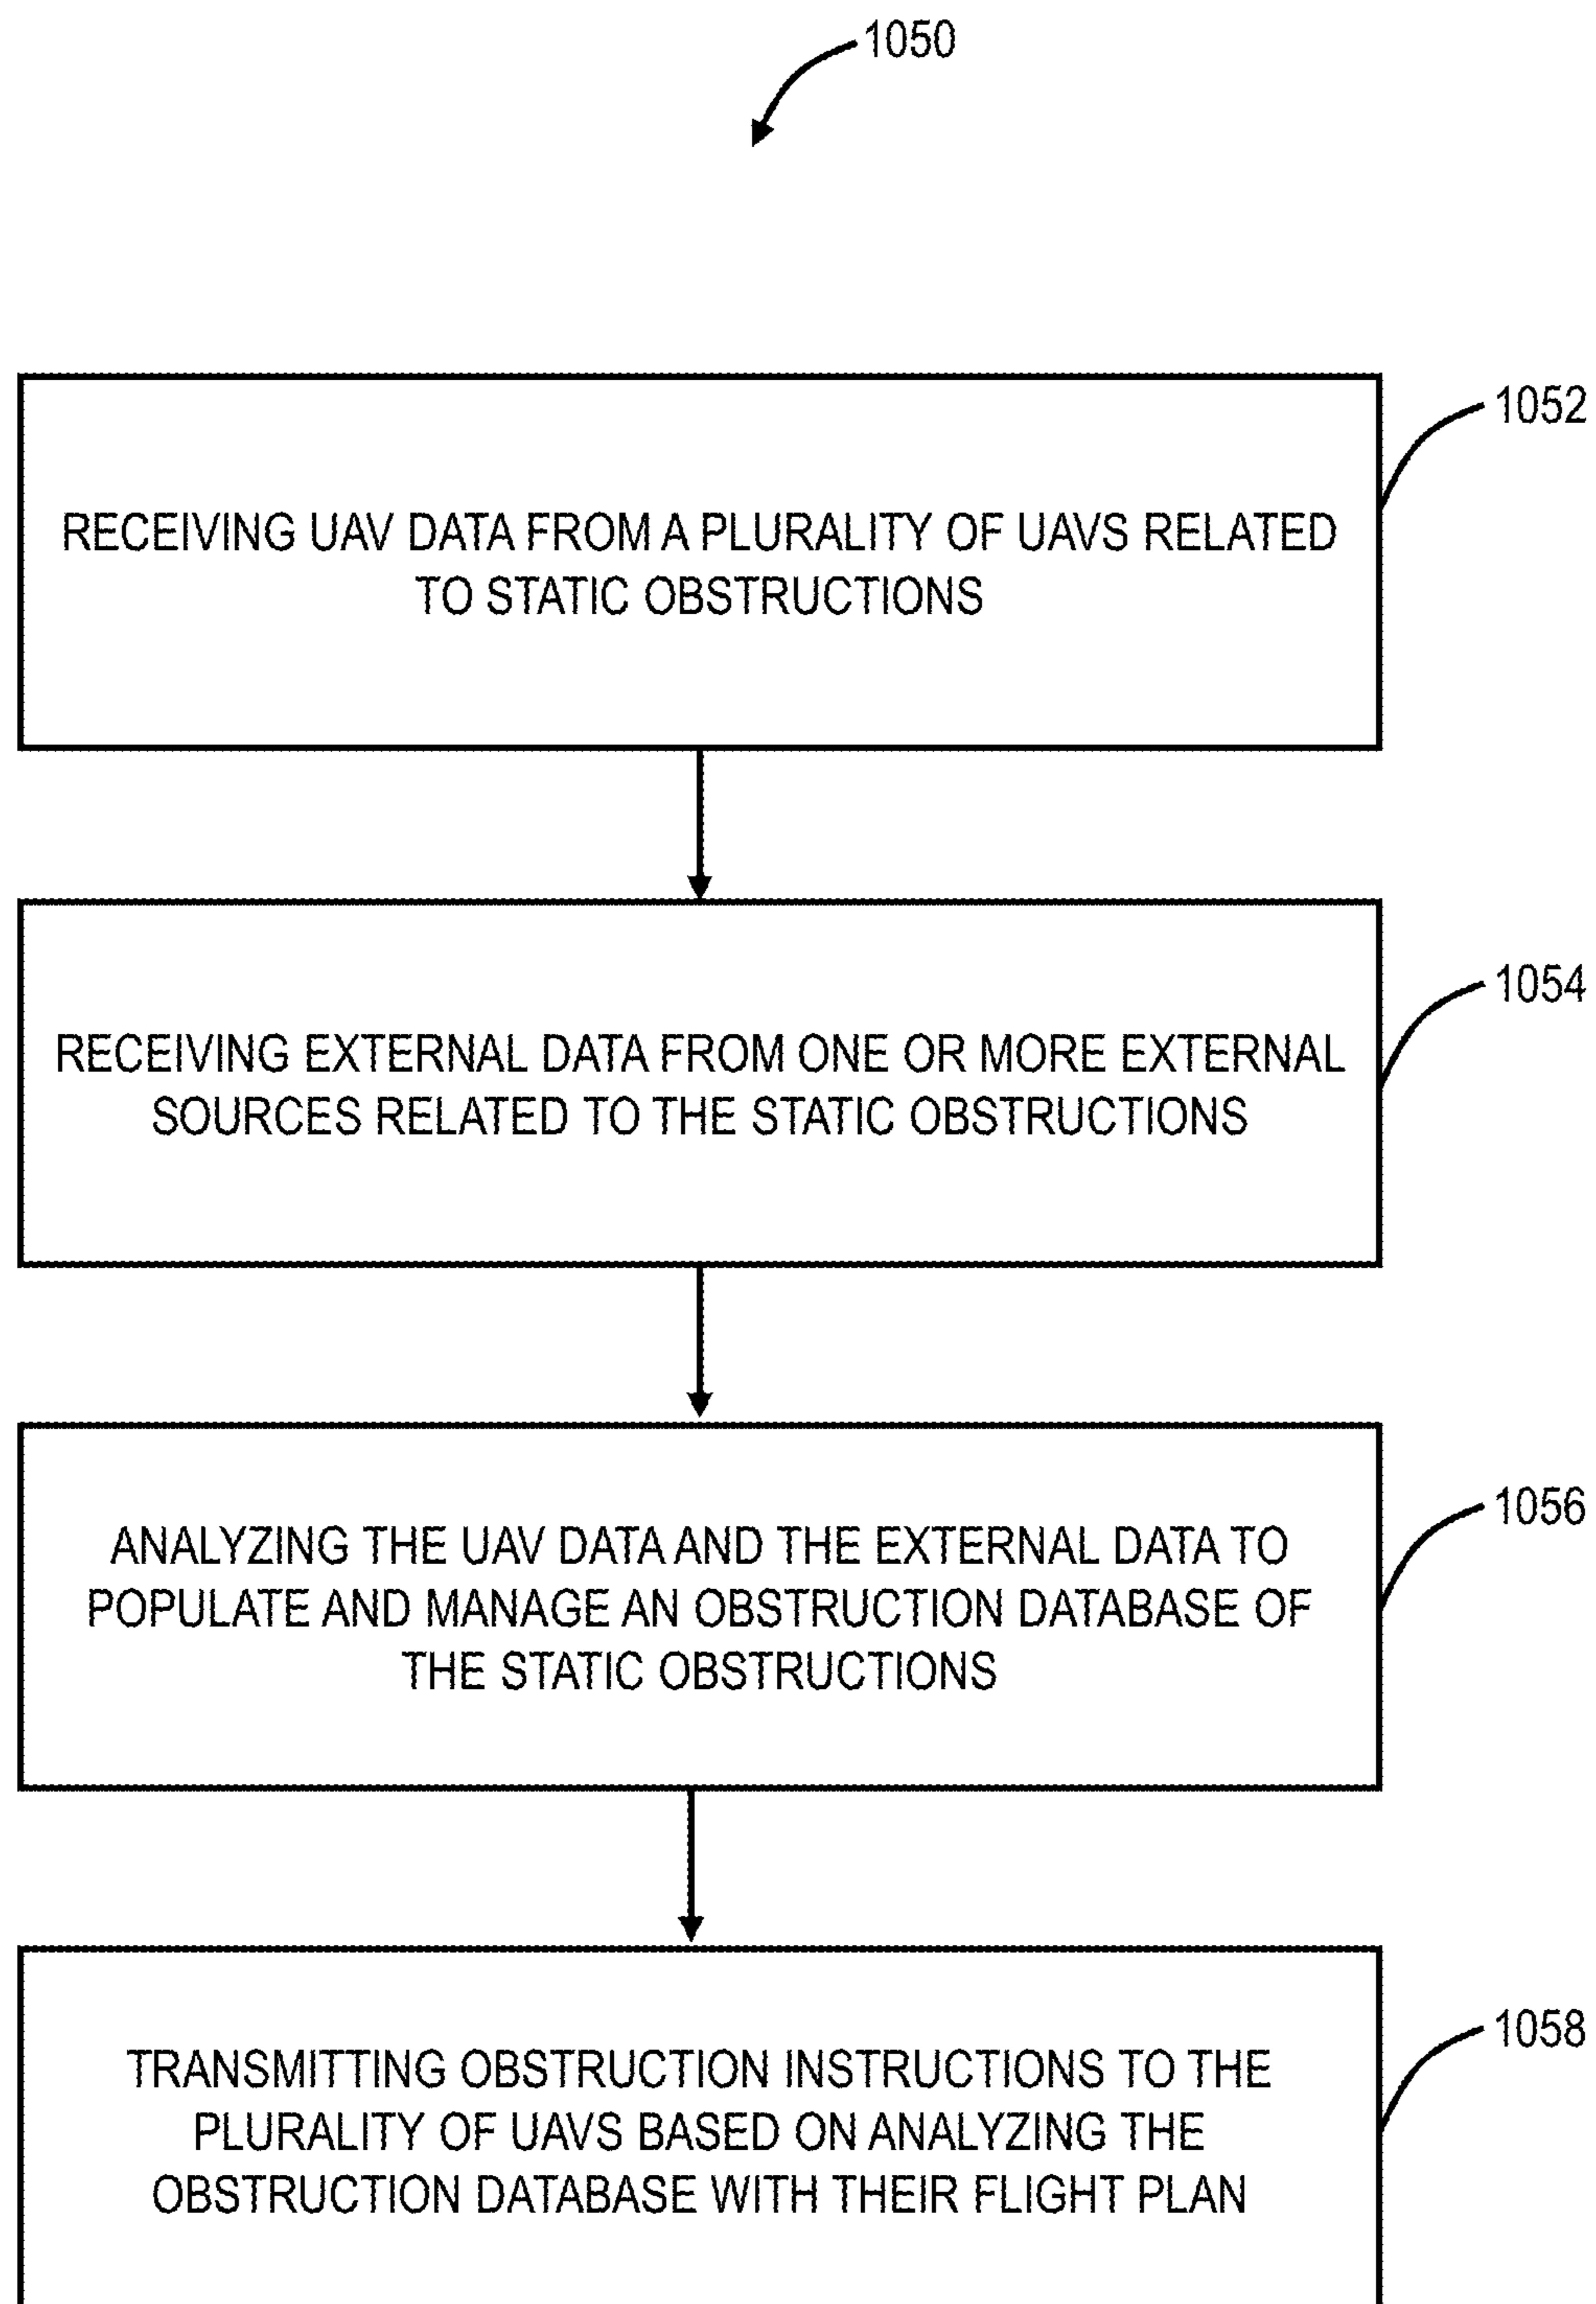 1050
1052
RECEIVING UAV DATA FROM A PLURALITY OF UAVS RELATED
TO STATIC OBSTRUCTIONS
1054
RECEIVING EXTERNAL DATA FROM ONE OR MORE EXTERNAL
SOURCES RELATED TO THE STATIC OBSTRUCTIONS
1056
ANALYZING THE UAV DATA AND THE EXTERNAL DATA TO
POPULATE AND MANAGE AN OBSTRUCTION DATABASE OF
THE STATIC OBSTRUCTIONS
1058
TRANSMITTING OBSTRUCTION INSTRUCTIONS TO THE
PLURALITY OF UAVS BASED ON ANALYZING THE
OBSTRUCTION DATABASE WITH THEIR FLIGHT PLAN